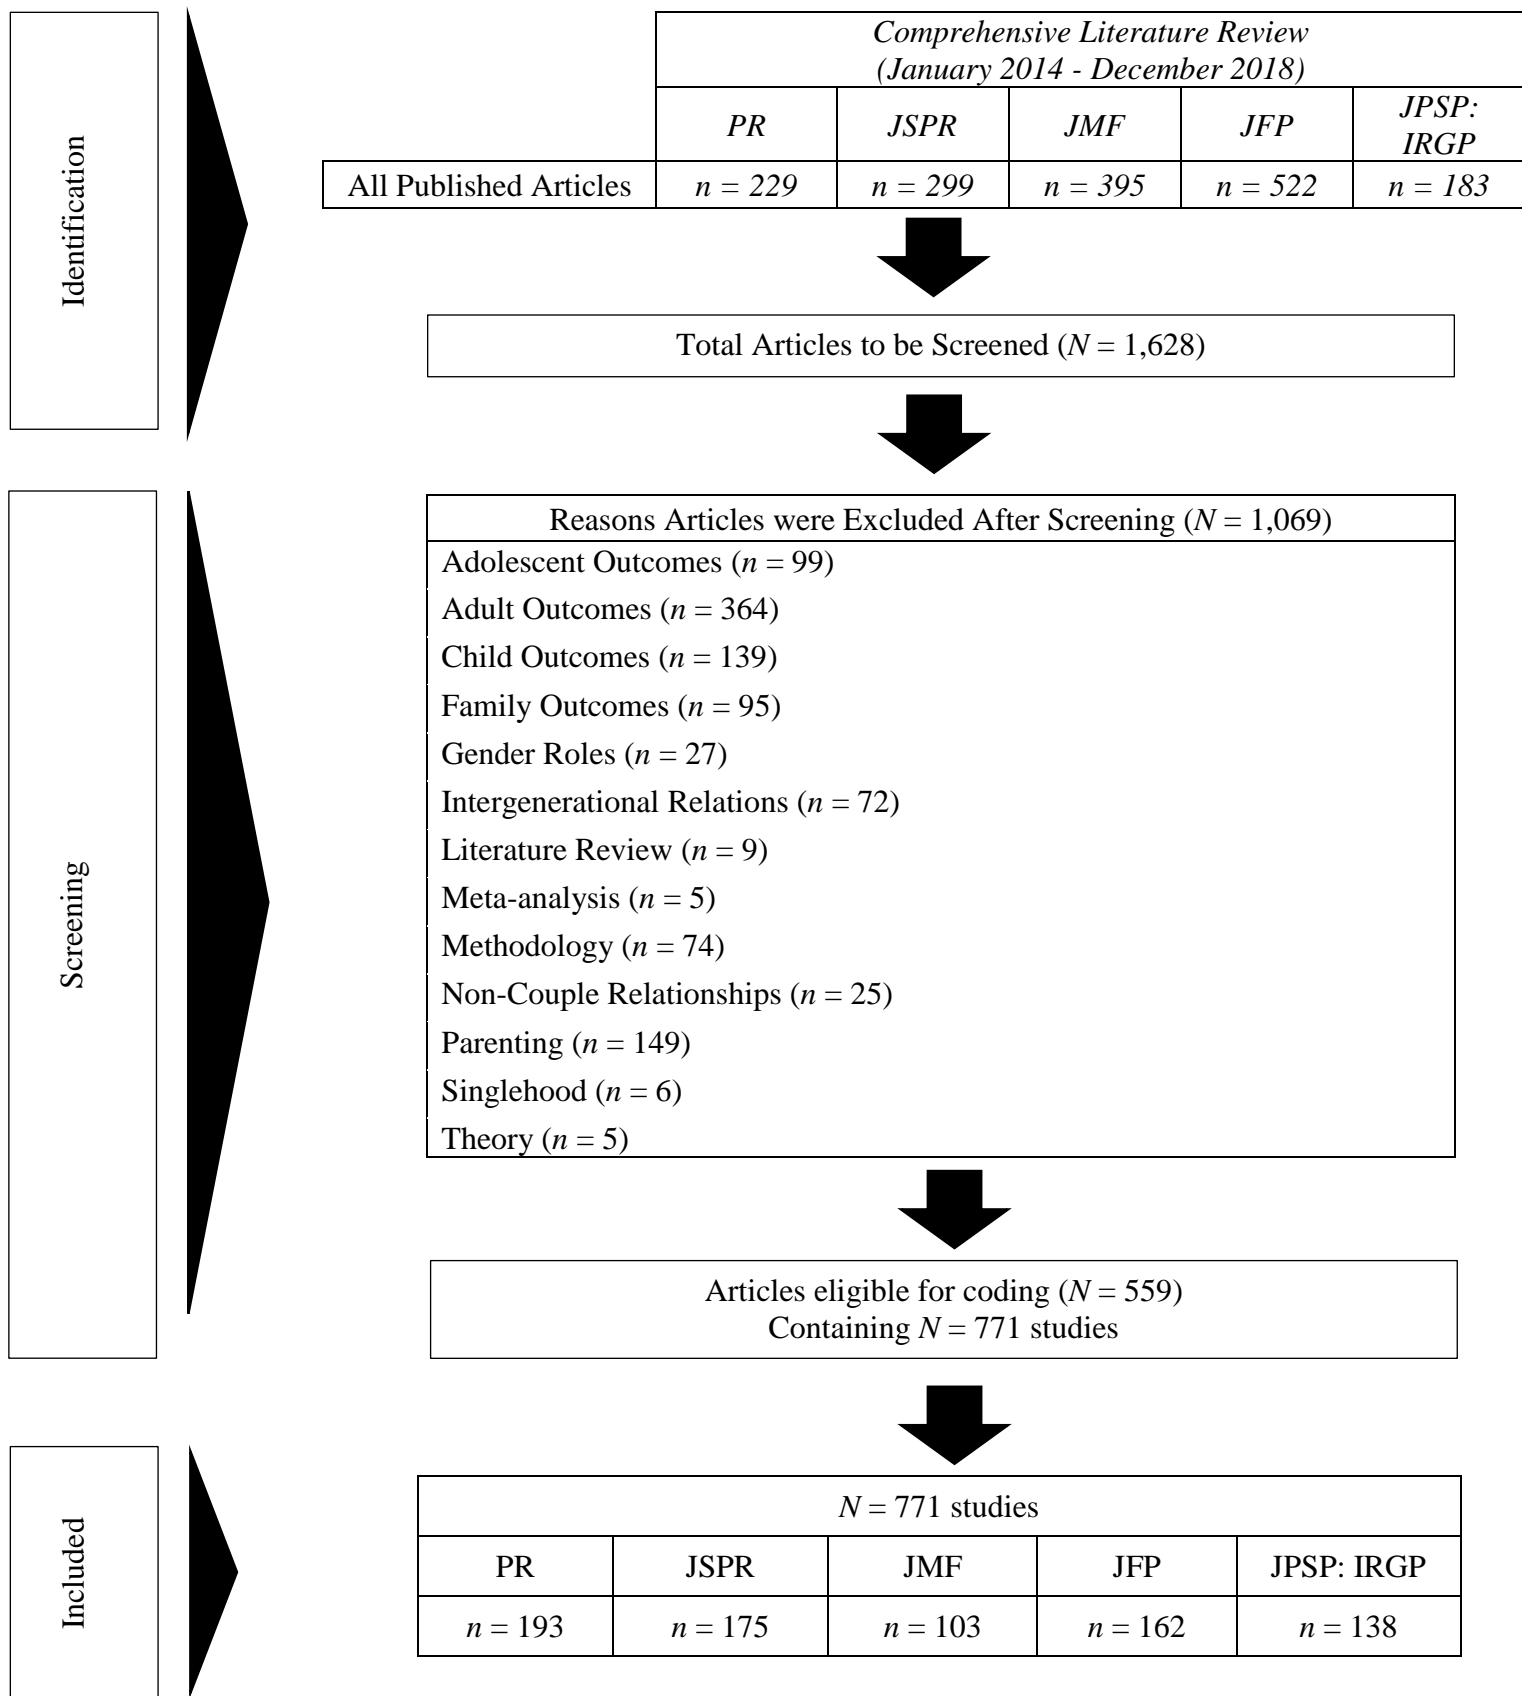 Identification
Comprehensive Literature Review
(January 2014 - December 2018)
PR JSPR JMF JFP JPSP:
IRGP
All Published Articles n = 229 n = 299 n = 395 n = 522 n = 183
Total Articles to be Screened (N = 1,628)
Screening
Reasons Articles were Excluded After Screening (N = 1,069)
Adolescent Outcomes (n = 99)
Adult Outcomes (n = 364)
Child Outcomes (n = 139)
Family Outcomes (n = 95)
Gender Roles (n = 27)
Intergenerational Relations (n = 72)
Literature Review (n = 9)
Meta-analysis (n = 5)
Methodology (n = 74)
Non-Couple Relationships (n = 25)
Parenting (n = 149)
Singlehood (n = 6)
Theory (n = 5)
Articles eligible for coding (N = 559)
Containing N = 771 studies
Included
N = 771 studies
PR JSPR JMF JFP JPSP: IRGP
n = 193 n = 175 n = 103 n = 162 n = 138